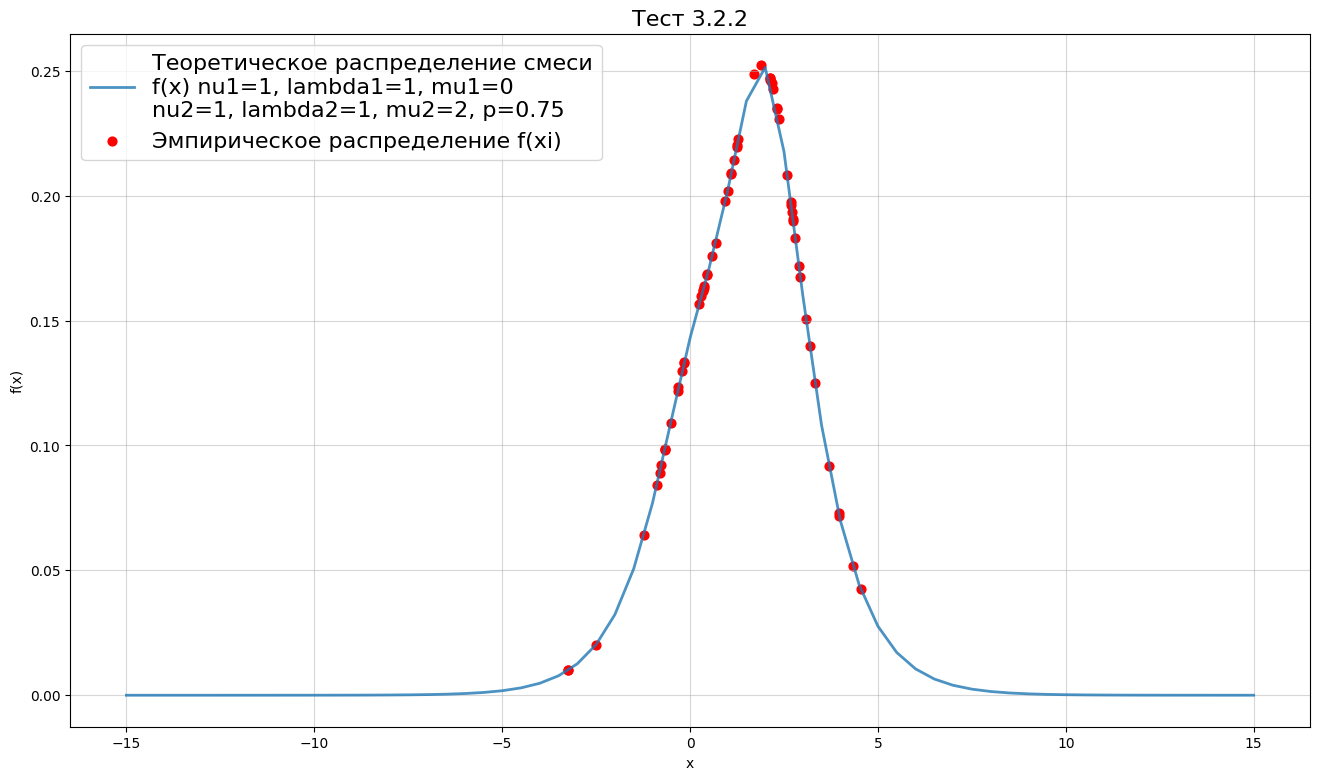 Тест 3.2.2
Теоретическое распределение смеси
f(x) nu1=1, lambda1=1, mu1=0
nu2=1, lambda2=1, mu2=2, p=0.75
Эмпирическое распределение f(xi)
0.25
0.20
0.15
0.10
0.05
0.00
f(x)
−15
−10
−5
0
5
10
15
x